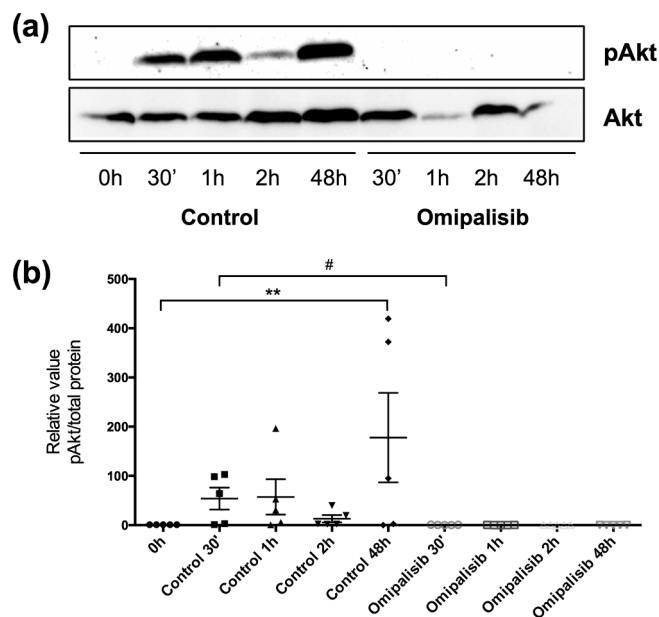 (a)
pAkt
Akt
0h 30’ 1h 2h 48h 30’ 1h 2h 48h
Control Omipalisib
(b)
500
400
300
200
100
0
Relative value
pAkt/total protein
#
**
0h
Control 30’
Control 1h
Control 2h
Control 48h
Omipalisib 30’
Omipalisib 1h
Omipalisib 2h
Omipalisib 48h